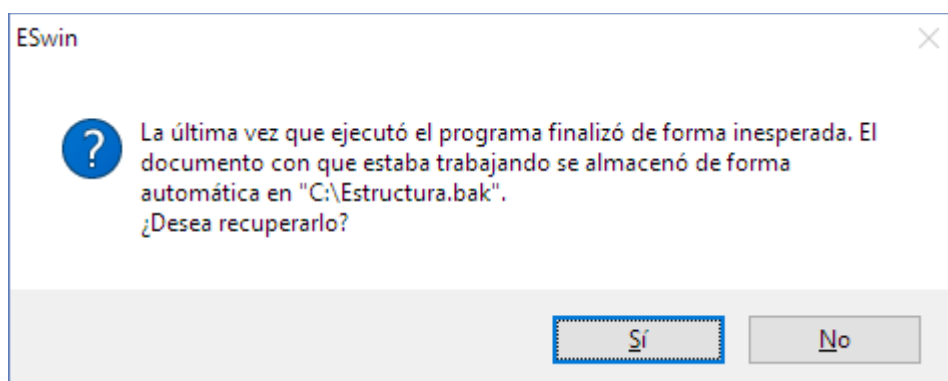 ESwin
La última vez que ejecutó el programa finalizó de forma inesperada. El
documento con que estaba trabajando se almacenó de forma
automática en "C:\Estructura.bak".
¿Desea recuperarlo?
Sí
No